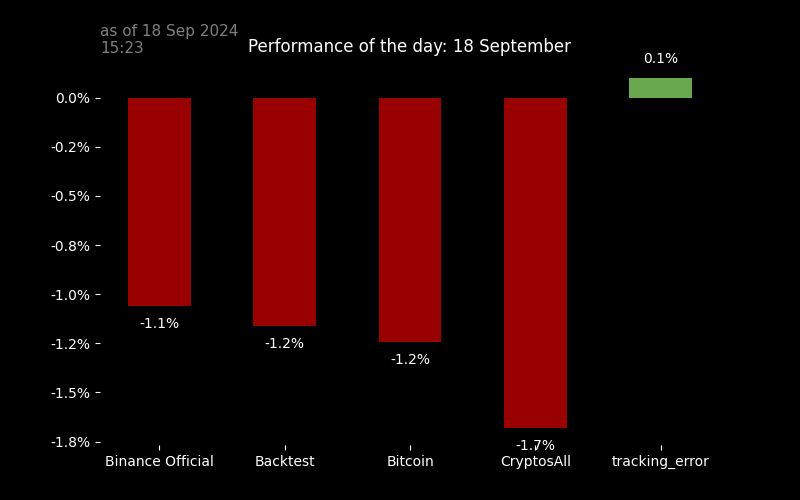 as of 18 Sep 2024
15:23
Performance of the day: 18 September
0.1%
0.0%
-0.2%
-0.5%
-0.8%
-1.0%
-1.2%
-1.5%
-1.8%
-1.1%
-1.2%
-1.2%
-1.7%
Binance Official
Backtest
Bitcoin
CryptosAll
tracking_error